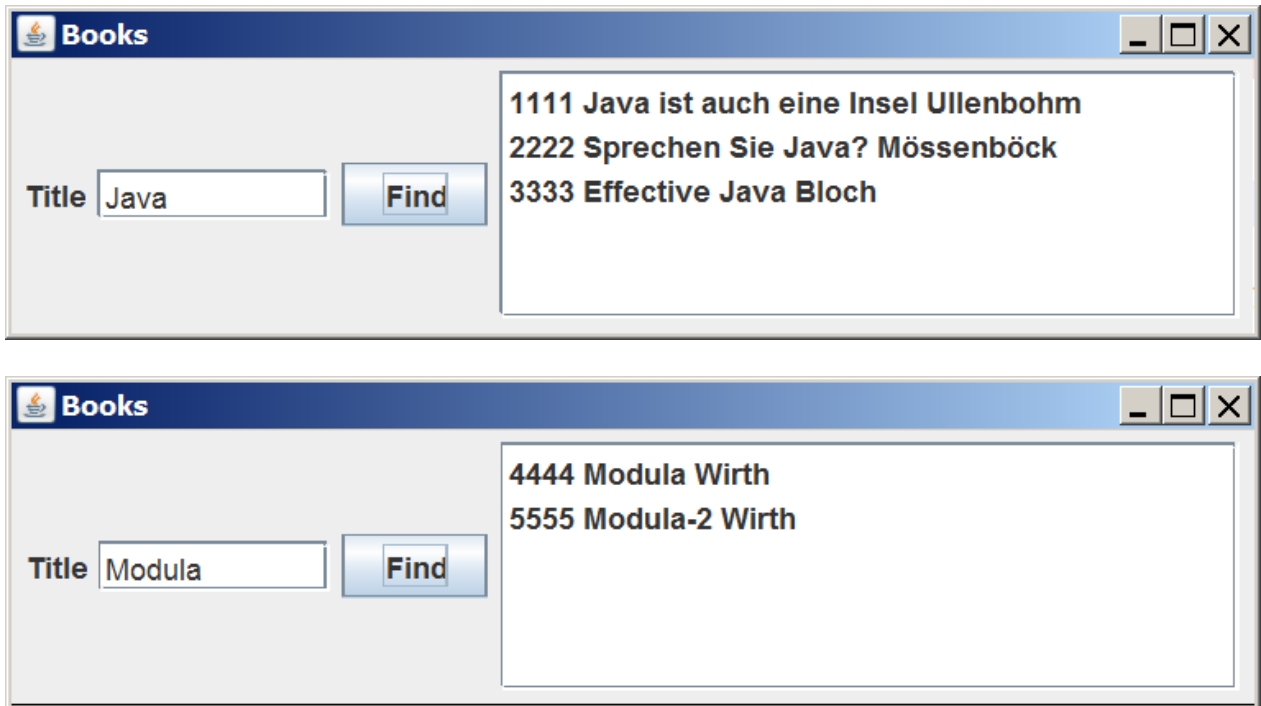 Books
1111 Java ist auch eine Insel Ullenbohm
2222 Sprechen Sie Java? Mössenböck
Title Java Find 3333 Effective Java Bloch
Books
4444 Modula Wirth
5555 Modula-2 Wirth
Title Modula Find